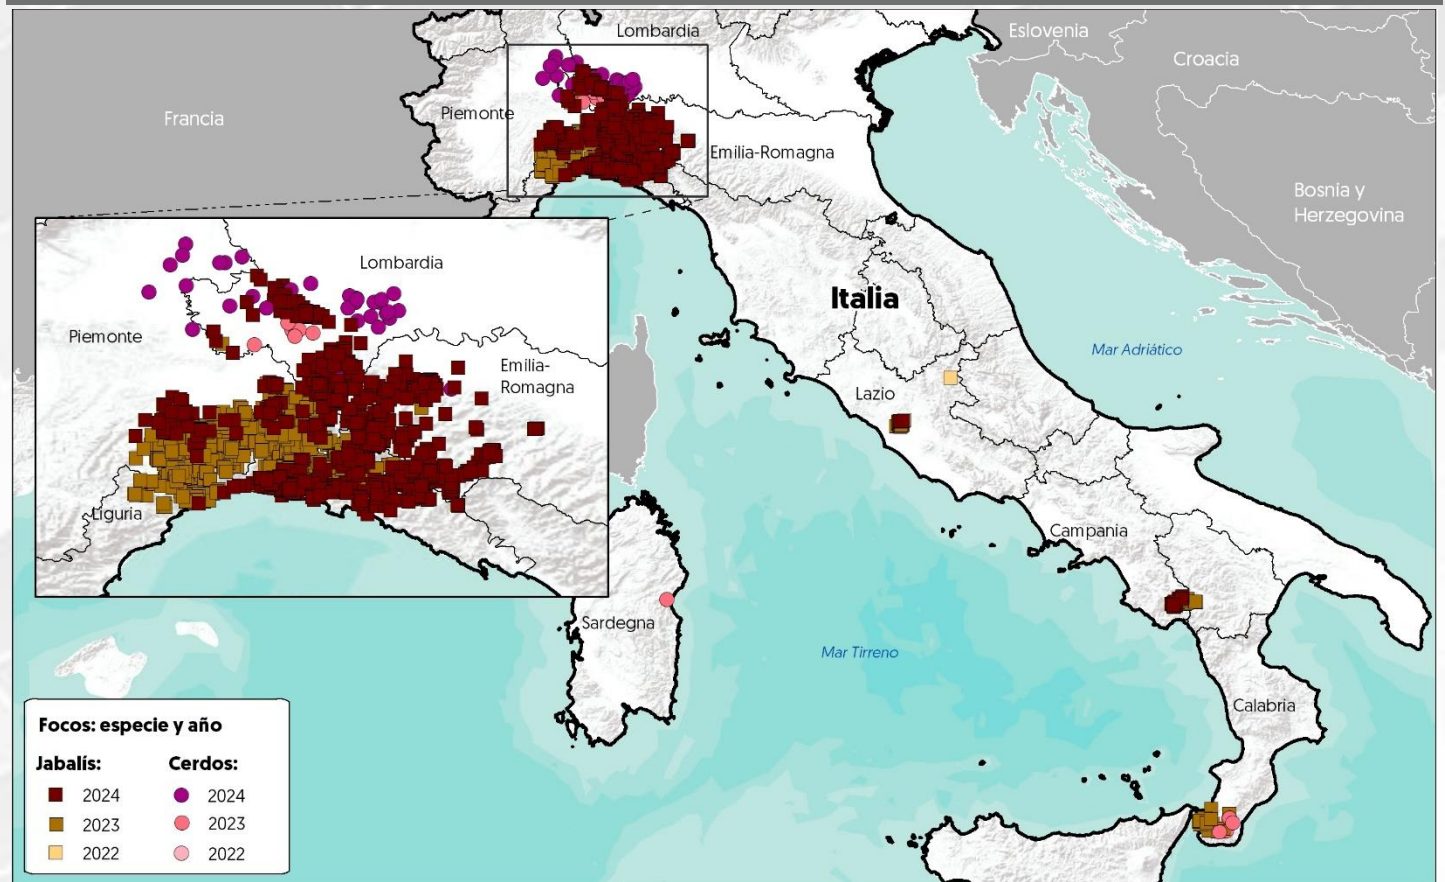 Lombardia
Eslovenia
Croacia
Francia
Piemonte
Emilia-Romagna
Bosnia y
Herzegovina
Lombardia
Italia
Piemonte
Mar Adriático
Emilia-
Romagna
Lazio
Liguria
Campania
Sardegna
Mar Tirreno
Calabria
Focos: especie y año
Jabalís: Cerdos:
2024 2024
2023 2023
2022 2022